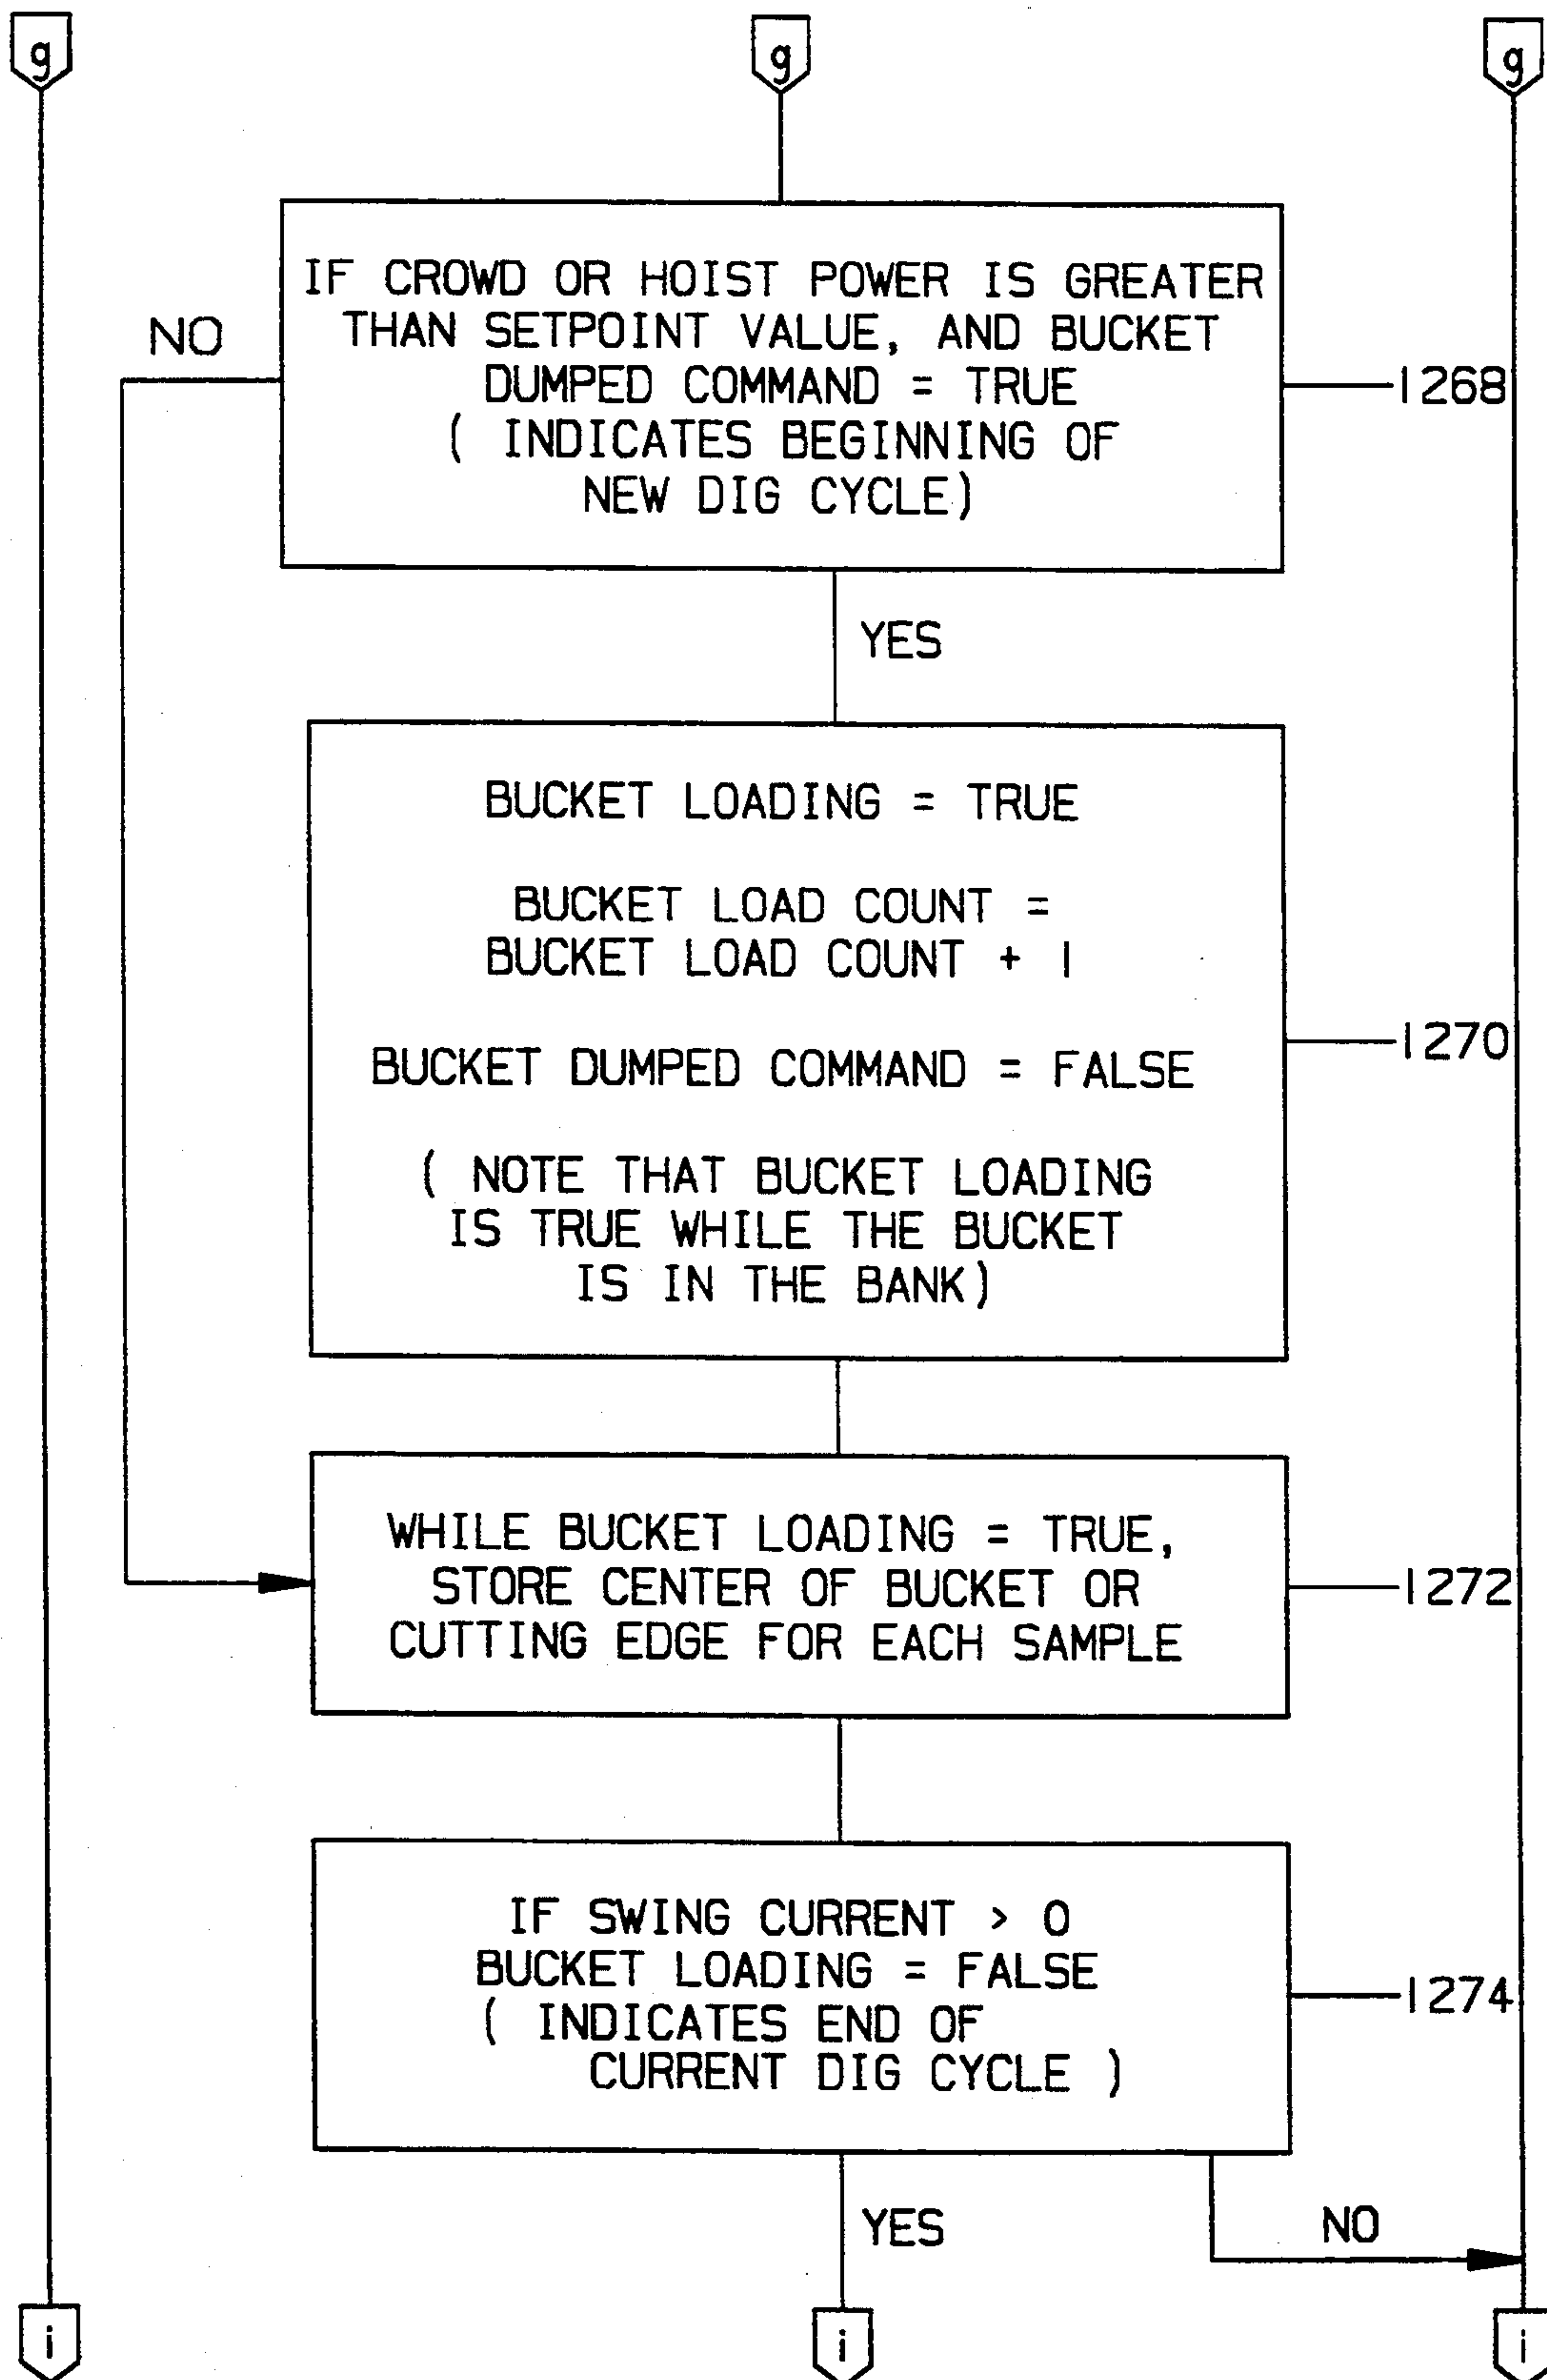 g
g
g
IF CROWD OR HOIST POWER IS GREATER
THAN SETPOINT VALUE, AND BUCKET
DUMPED COMMAND = TRUE
( INDICATES BEGINNING OF
NEW DIG CYCLE)
NO
1268
YES
BUCKET LOADING = TRUE
BUCKET LOAD COUNT =
BUCKET LOAD COUNT + 1
BUCKET DUMPED COMMAND = FALSE
( NOTE THAT BUCKET LOADING
IS TRUE WHILE THE BUCKET
IS IN THE BANK)
1270
WHILE BUCKET LOADING = TRUE,
STORE CENTER OF BUCKET OR
CUTTING EDGE FOR EACH SAMPLE
1272
IF SWING CURRENT > 0
BUCKET LOADING = FALSE
( INDICATES END OF
CURRENT DIG CYCLE )
1274
YES
NO
i
i
i